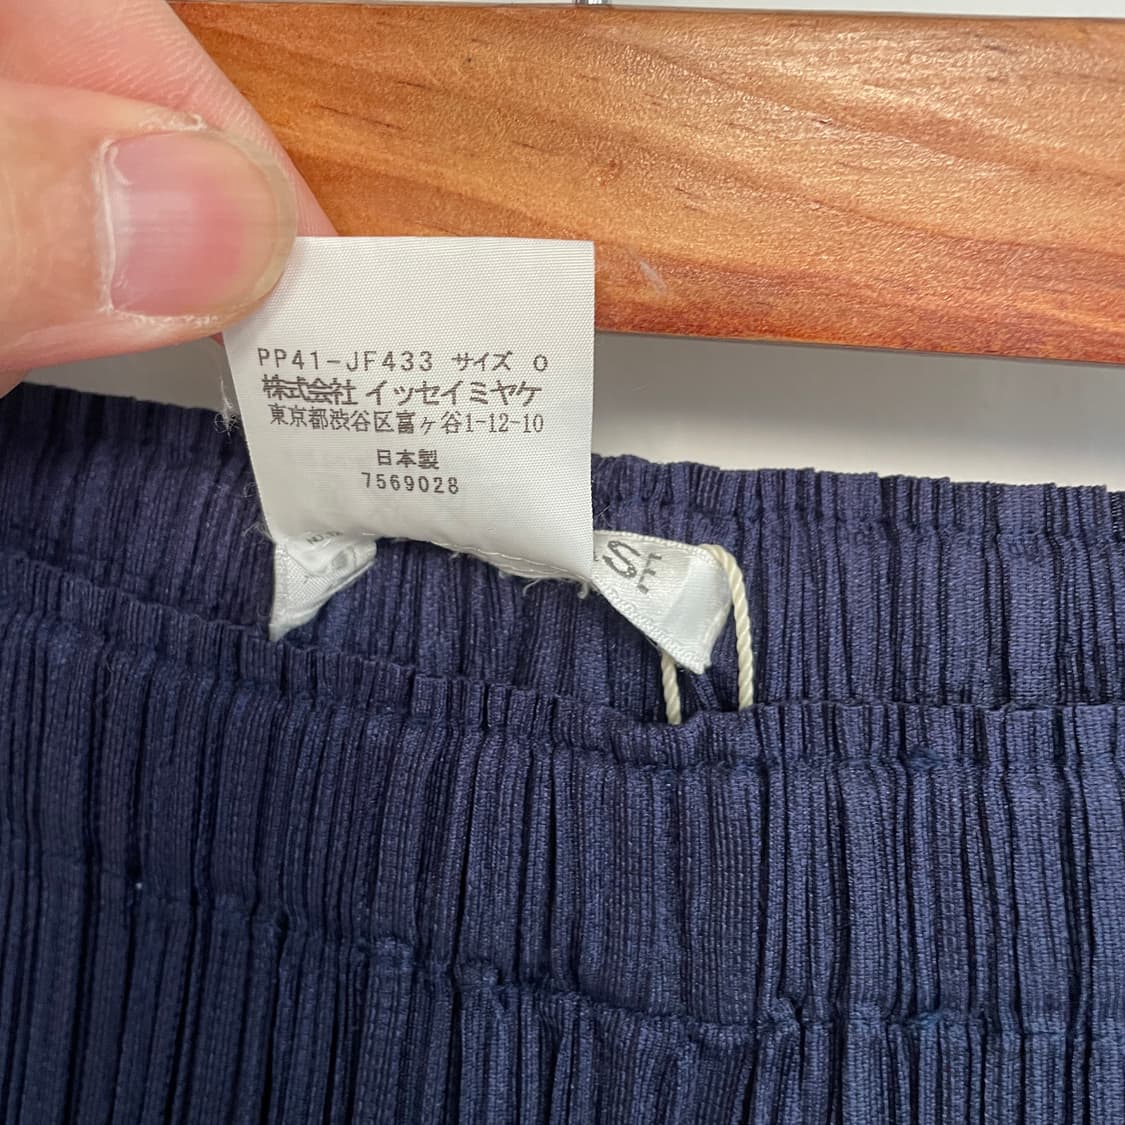 PP41-JF433 サイズ 0
株式会社 イッセイミヤケ
東京都渋谷区富ヶ谷1-12-10
日本製
7569028
SE